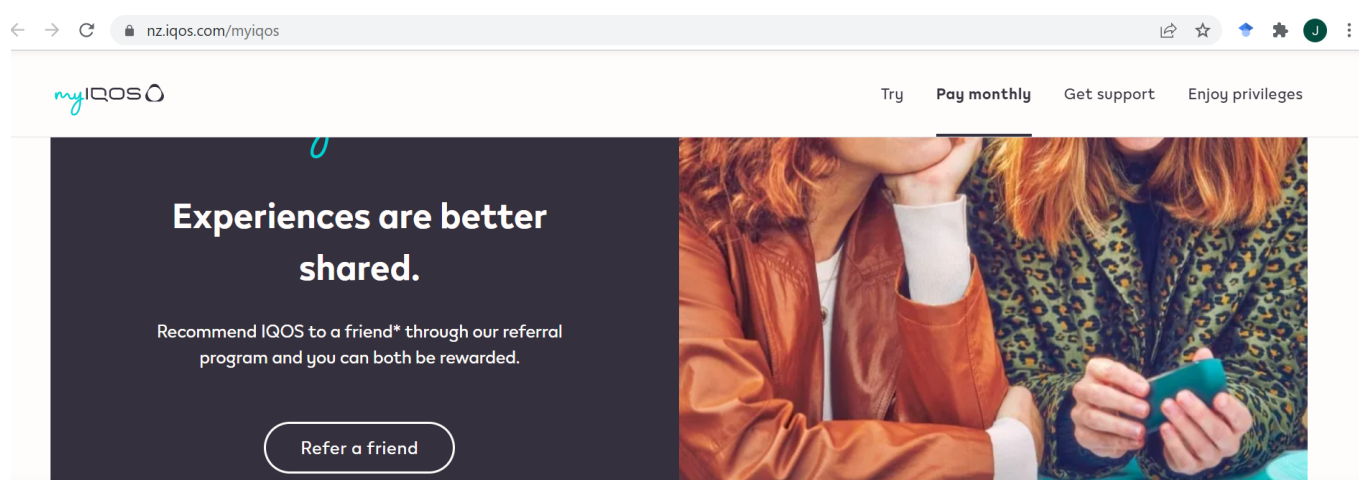 nz.iqos.com/myiqos
J
myIQOS
Try
Pay monthly
Get support
Enjoy privileges
Experiences are better
shared.
Recommend IQOS to a friend* through our referral
program and you can both be rewarded.
Refer a friend